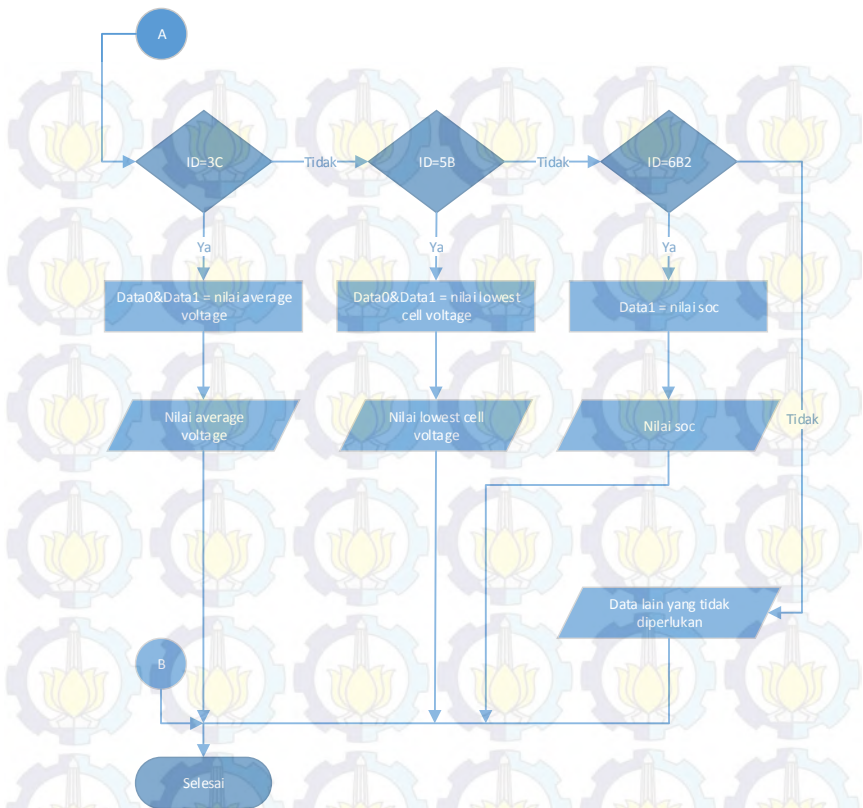 A
ID=3C
Tidak
ID=5B
Tidak
ID=6B2
Ya
Ya
Ya
Data0&Data1 = nilai average
voltage
Data0&Data1 = nilai lowest
cell voltage
Data1 = nilai soc
Nilai average
voltage
Nilai lowest cell
voltage
Nilai soc
Tidak
Data lain yang tidak
diperlukan
B
Selesai